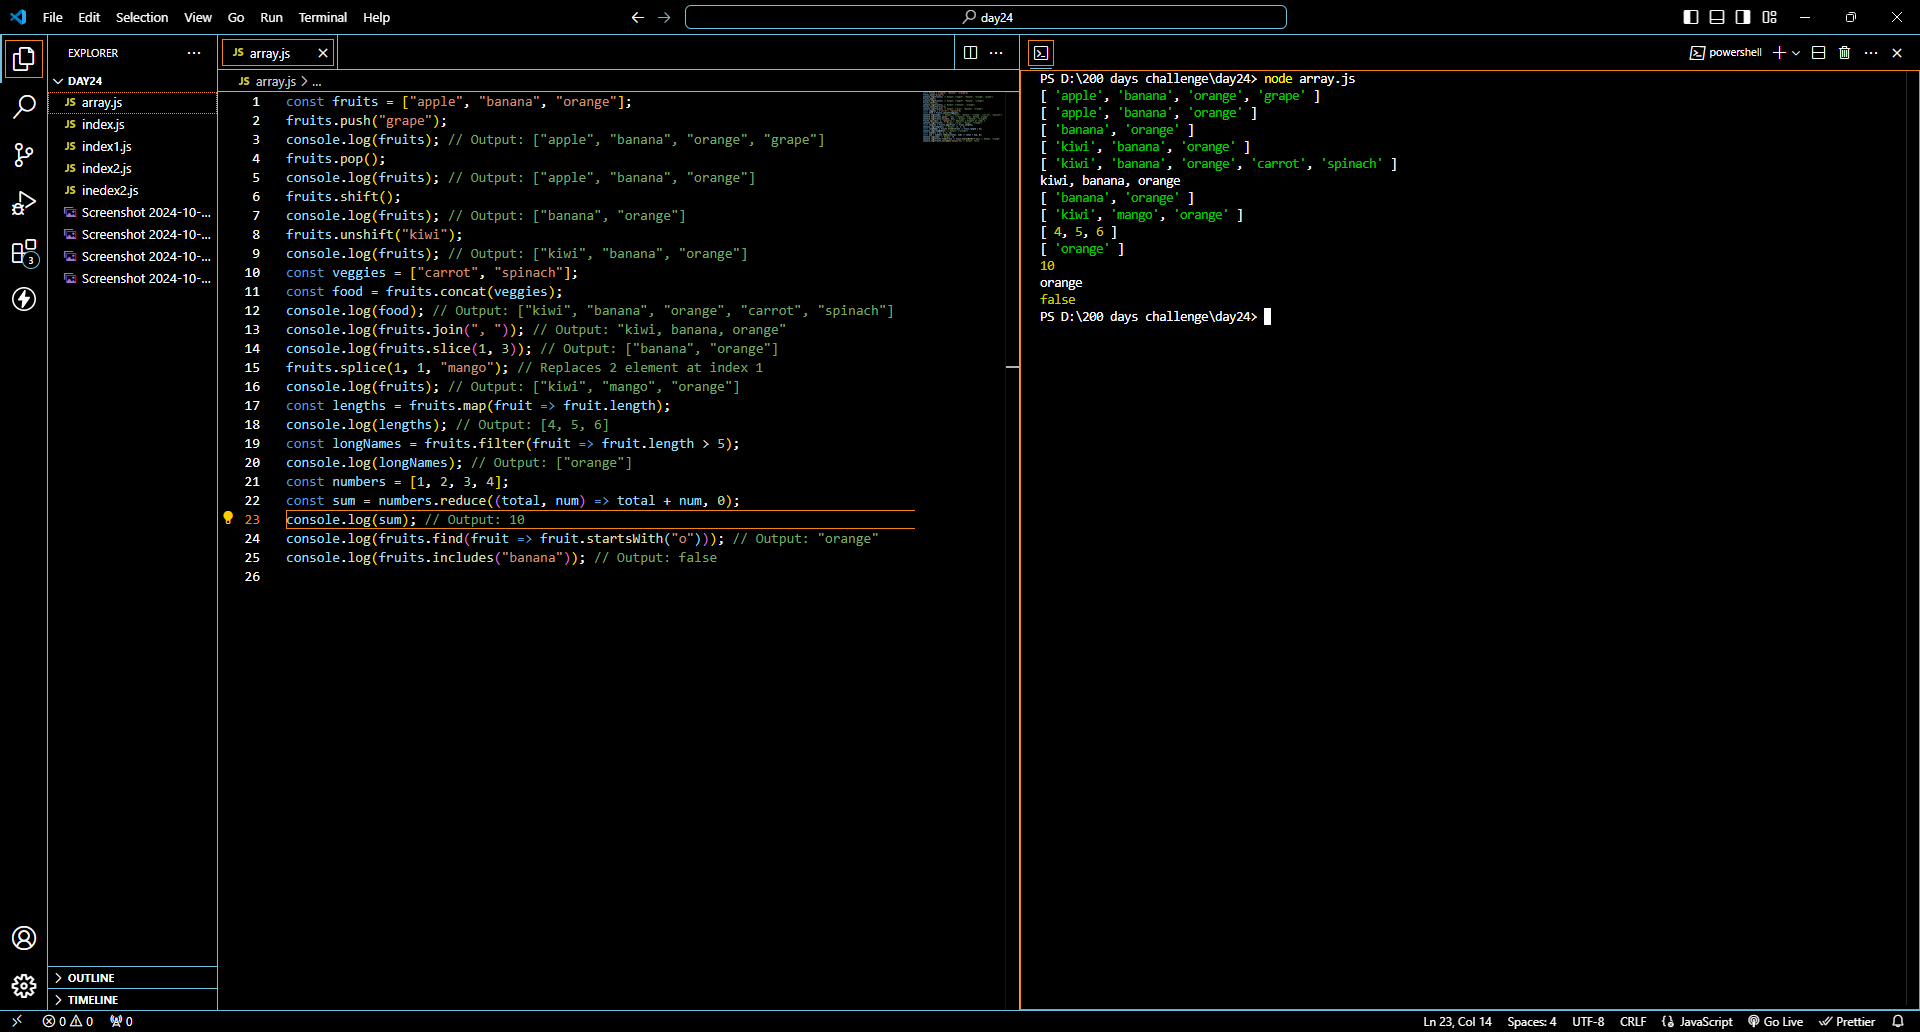 File Edit Selection View Go Run Terminal Help
day24
EXPLORER
DAY24
JS array.js
JS index.js
JS index1.js
JS index2.js
JS inedex2.js
Screenshot 2024-10-...
Screenshot 2024-10-...
Screenshot 2024-10-...
Screenshot 2024-10-...
3
OUTLINE
TIMELINE
JS array.js
JS array.js > ...
1 const fruits = ["apple", "banana", "orange"];
2 fruits.push("grape");
3 console.log(fruits); // Output: ["apple", "banana", "orange", "grape"]
4 fruits.pop();
5 console.log(fruits); // Output: ["apple", "banana", "orange"]
6 fruits.shift();
7 console.log(fruits); // Output: ["banana", "orange"]
8 fruits.unshift("kiwi");
9 console.log(fruits); // Output: ["kiwi", "banana", "orange"]
10 const veggies = ["carrot", "spinach"];
11 const food = fruits.concat(veggies);
12 console.log(food); // Output: ["kiwi", "banana", "orange", "carrot", "spinach"]
13 console.log(fruits.join(", ")); // Output: "kiwi, banana, orange"
14 console.log(fruits.slice(1, 3)); // Output: ["banana", "orange"]
15 fruits.splice(1, 1, "mango"); // Replaces 2 element at index 1
16 console.log(fruits); // Output: ["kiwi", "mango", "orange"]
17 const lengths = fruits.map(fruit => fruit.length);
18 console.log(lengths); // Output: [4, 5, 6]
19 const longNames = fruits.filter(fruit => fruit.length > 5);
20 console.log(longNames); // Output: ["orange"]
21 const numbers = [1, 2, 3, 4];
22 const sum = numbers.reduce((total, num) => total + num, 0);
23 console.log(sum); // Output: 10
24 console.log(fruits.find(fruit => fruit.startsWith("o"))); // Output: "orange"
25 console.log(fruits.includes("banana")); // Output: false
26
powershell
PS D:\200 days challenge\day24> node array.js
[ 'apple', 'banana', 'orange', 'grape' ]
[ 'apple', 'banana', 'orange' ]
[ 'banana', 'orange' ]
[ 'kiwi', 'banana', 'orange' ]
[ 'kiwi', 'banana', 'orange', 'carrot', 'spinach' ]
kiwi, banana, orange
[ 'banana', 'orange' ]
[ 'kiwi', 'mango', 'orange' ]
[ 4, 5, 6 ]
[ 'orange' ]
10
orange
false
PS D:\200 days challenge\day24>
0 0 0
Ln 23, Col 14 Spaces: 4 UTF-8 CRLF {} JavaScript Go Live Prettier